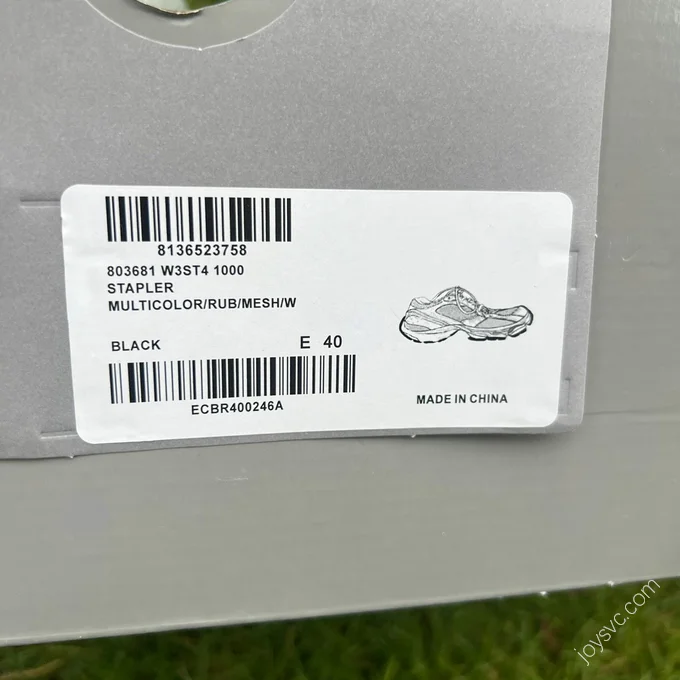 8136523758
803681 W3ST4 1000
STAPLER
MULTICOLOR/RUB/MESH/W
BLACK E 40
ECBR400246A
MADE IN CHINA
joysvc.com